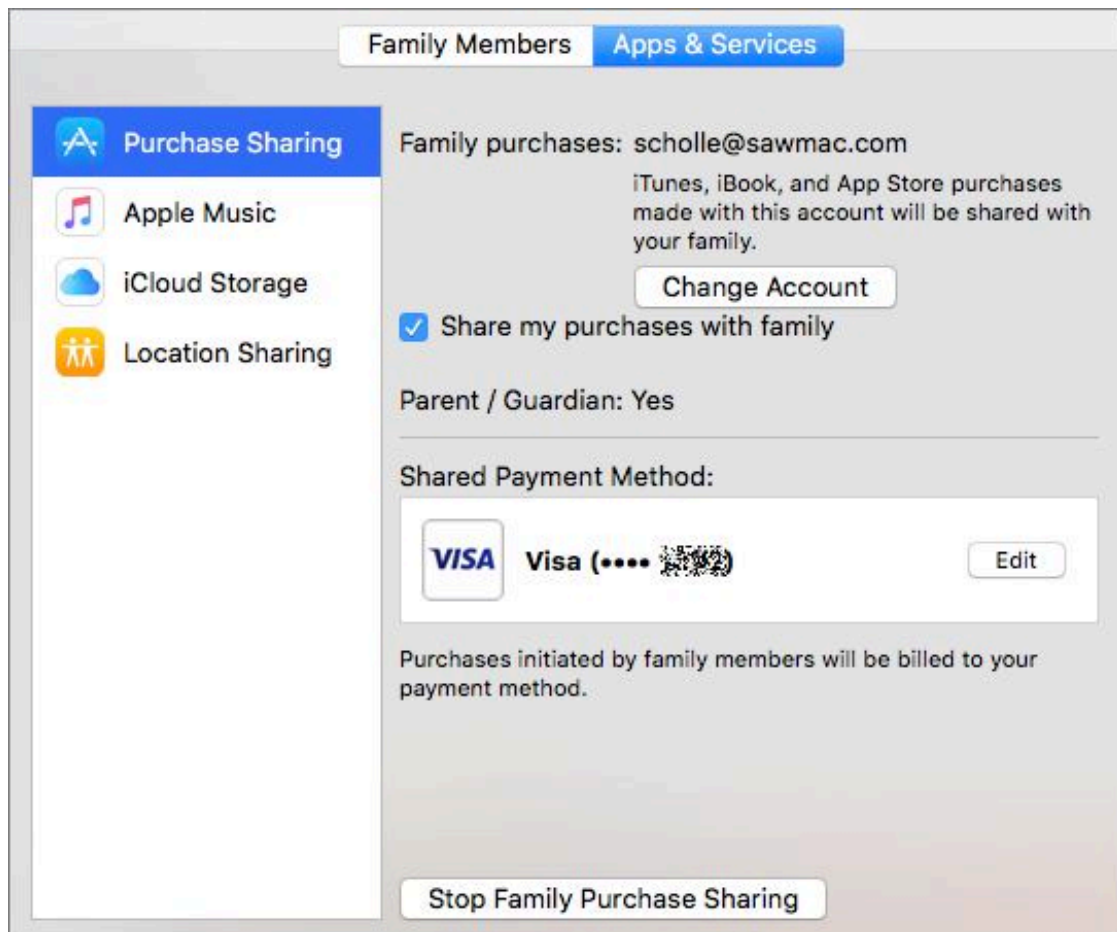 Family Members Apps & Services
Purchase Sharing
Apple Music
iCloud Storage
Location Sharing
Family purchases: scholle@sawmac.com
iTunes, iBook, and App Store purchases
made with this account will be shared with
your family.
Change Account
Share my purchases with family
Parent / Guardian: Yes
Shared Payment Method:
VISA Visa (•••• ) Edit
Purchases initiated by family members will be billed to your
payment method.
Stop Family Purchase Sharing